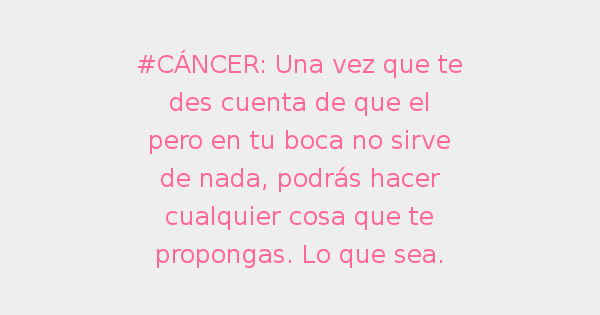 #CÁNCER: Una vez que te
des cuenta de que el
pero en tu boca no sirve
de nada, podrás hacer
cualquier cosa que te
propongas. Lo que sea.